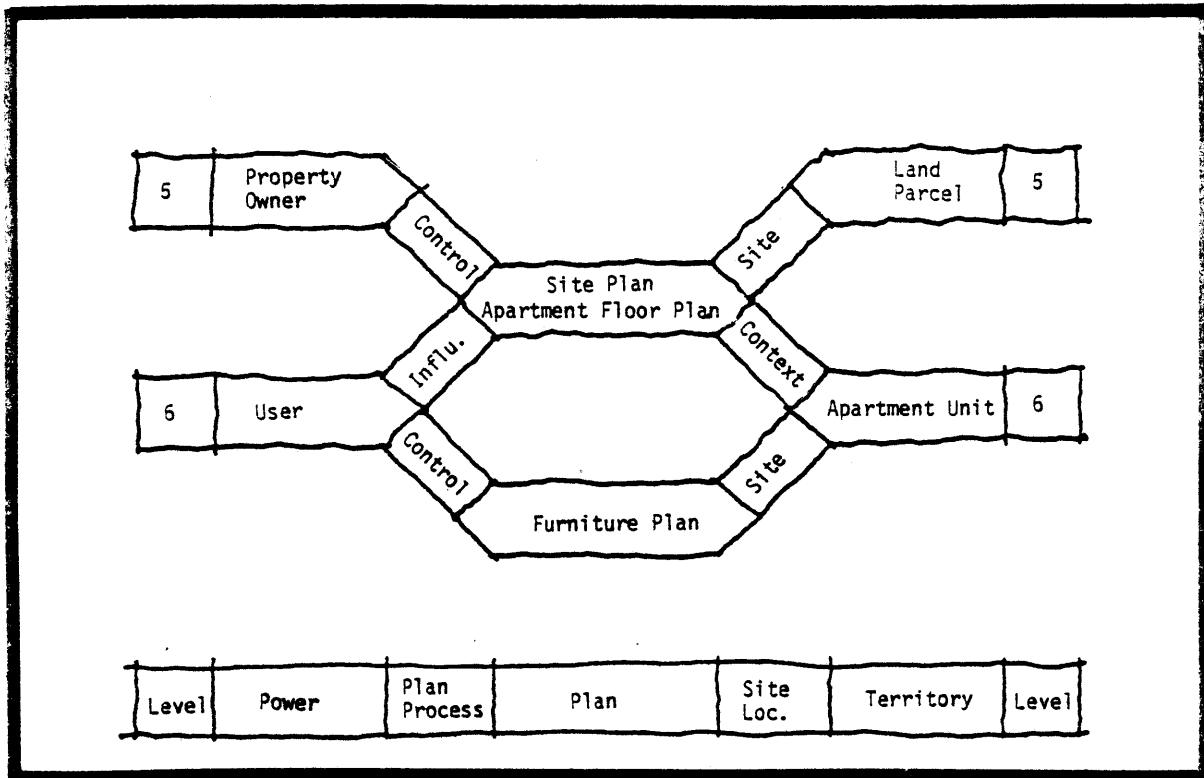 5
Property
Owner
Land
Parcel
5
Control
Site
Site Plan
Apartment Floor Plan
Influ.
Context
6
User
Apartment Unit
6
Control
Site
Furniture Plan
Level
Power
Plan
Process
Plan
Site
Loc.
Territory
Level